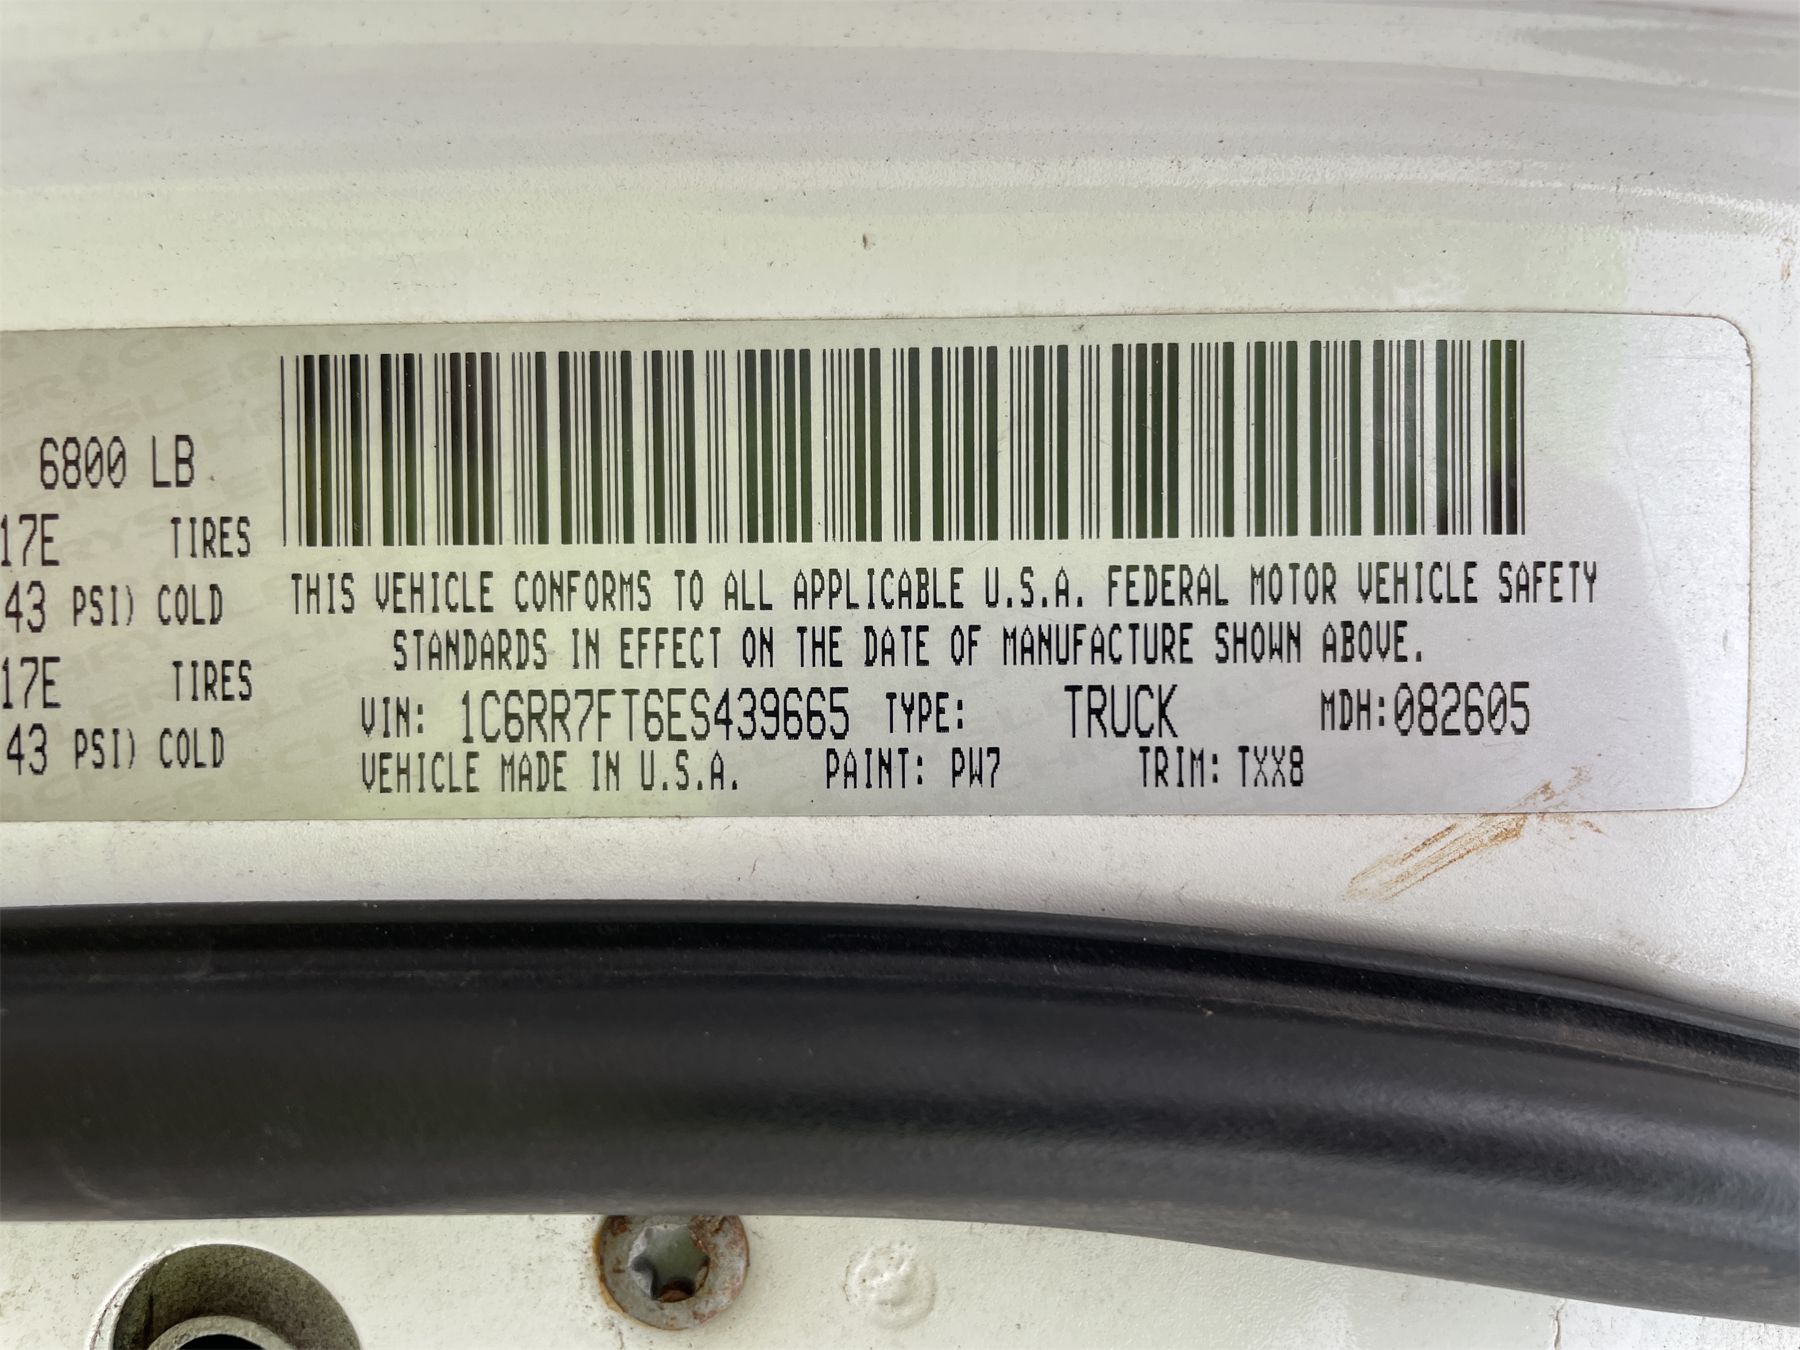 6800 LB
17E TIRES
43 PSI) COLD
17E TIRES
43 PSI) COLD
THIS VEHICLE CONFORMS TO ALL APPLICABLE U.S.A. FEDERAL MOTOR VEHICLE SAFETY
STANDARDS IN EFFECT ON THE DATE OF MANUFACTURE SHOWN ABOVE.
VIN: 1C6RR7FT6ES439665 TYPE: TRUCK MDH:082605
VEHICLE MADE IN U.S.A. PAINT: PW7 TRIM: TXX8